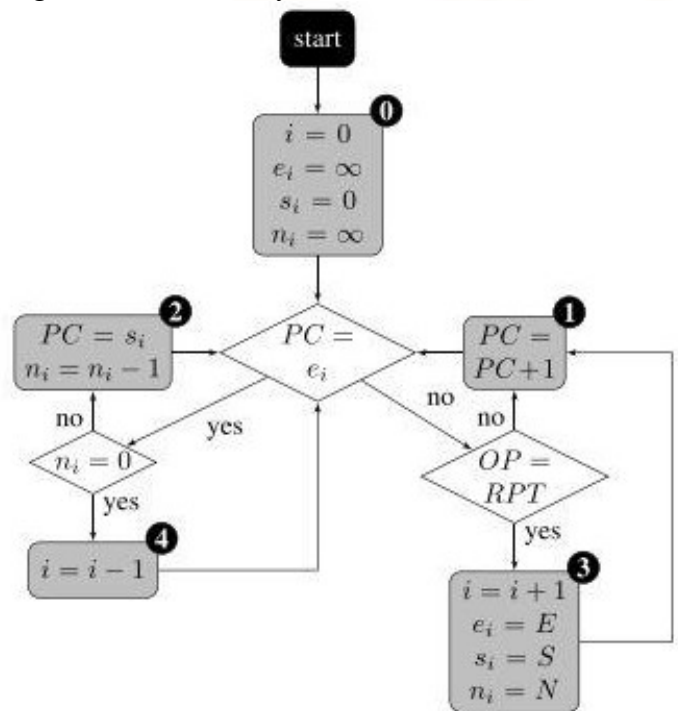 start
0
i = 0
e_i = ∞
s_i = 0
n_i = ∞
2
PC = s_i
n_i = n_i − 1
PC =
e_i
1
PC =
PC+1
no
yes
no
no
n_i = 0
OP =
RPT
yes
yes
4
i = i − 1
3
i = i + 1
e_i = E
s_i = S
n_i = N